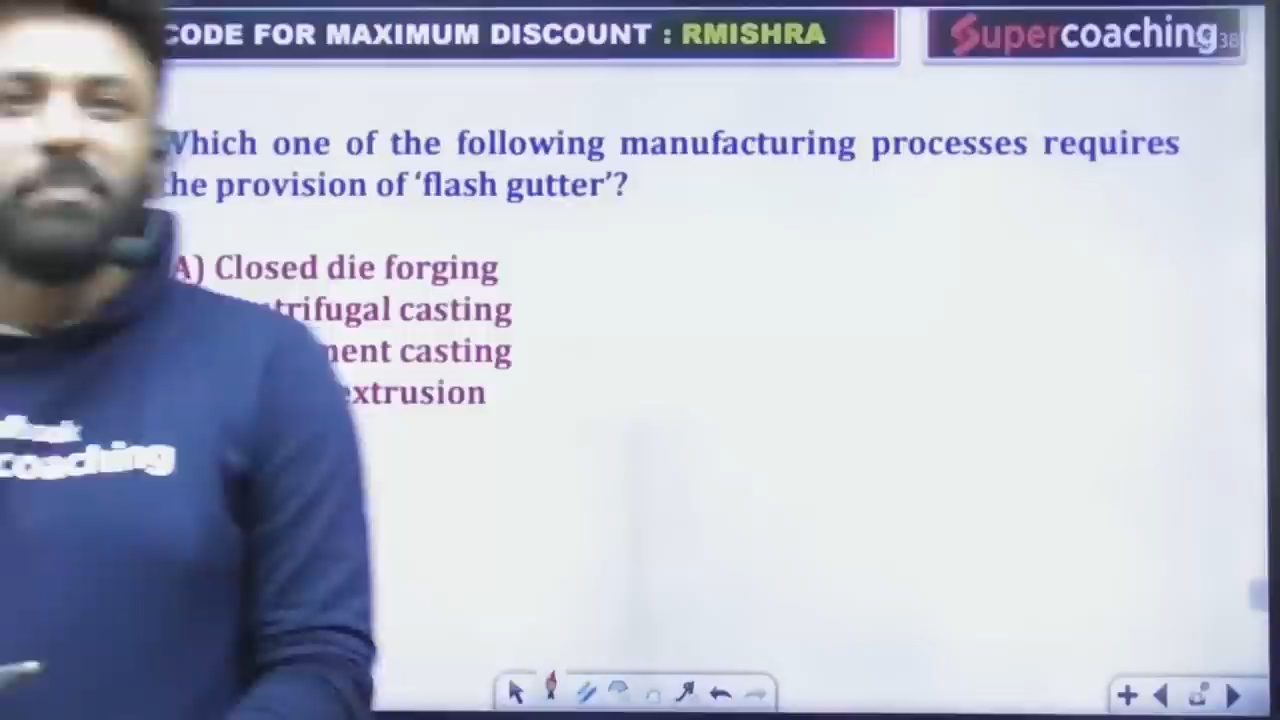 CODE FOR MAXIMUM DISCOUNT : RMISHRA
Supercoaching
Which one of the following manufacturing processes requires
the provision of ‘flash gutter’?
A) Closed die forging
trifugal casting
casting
extrusion
coaching